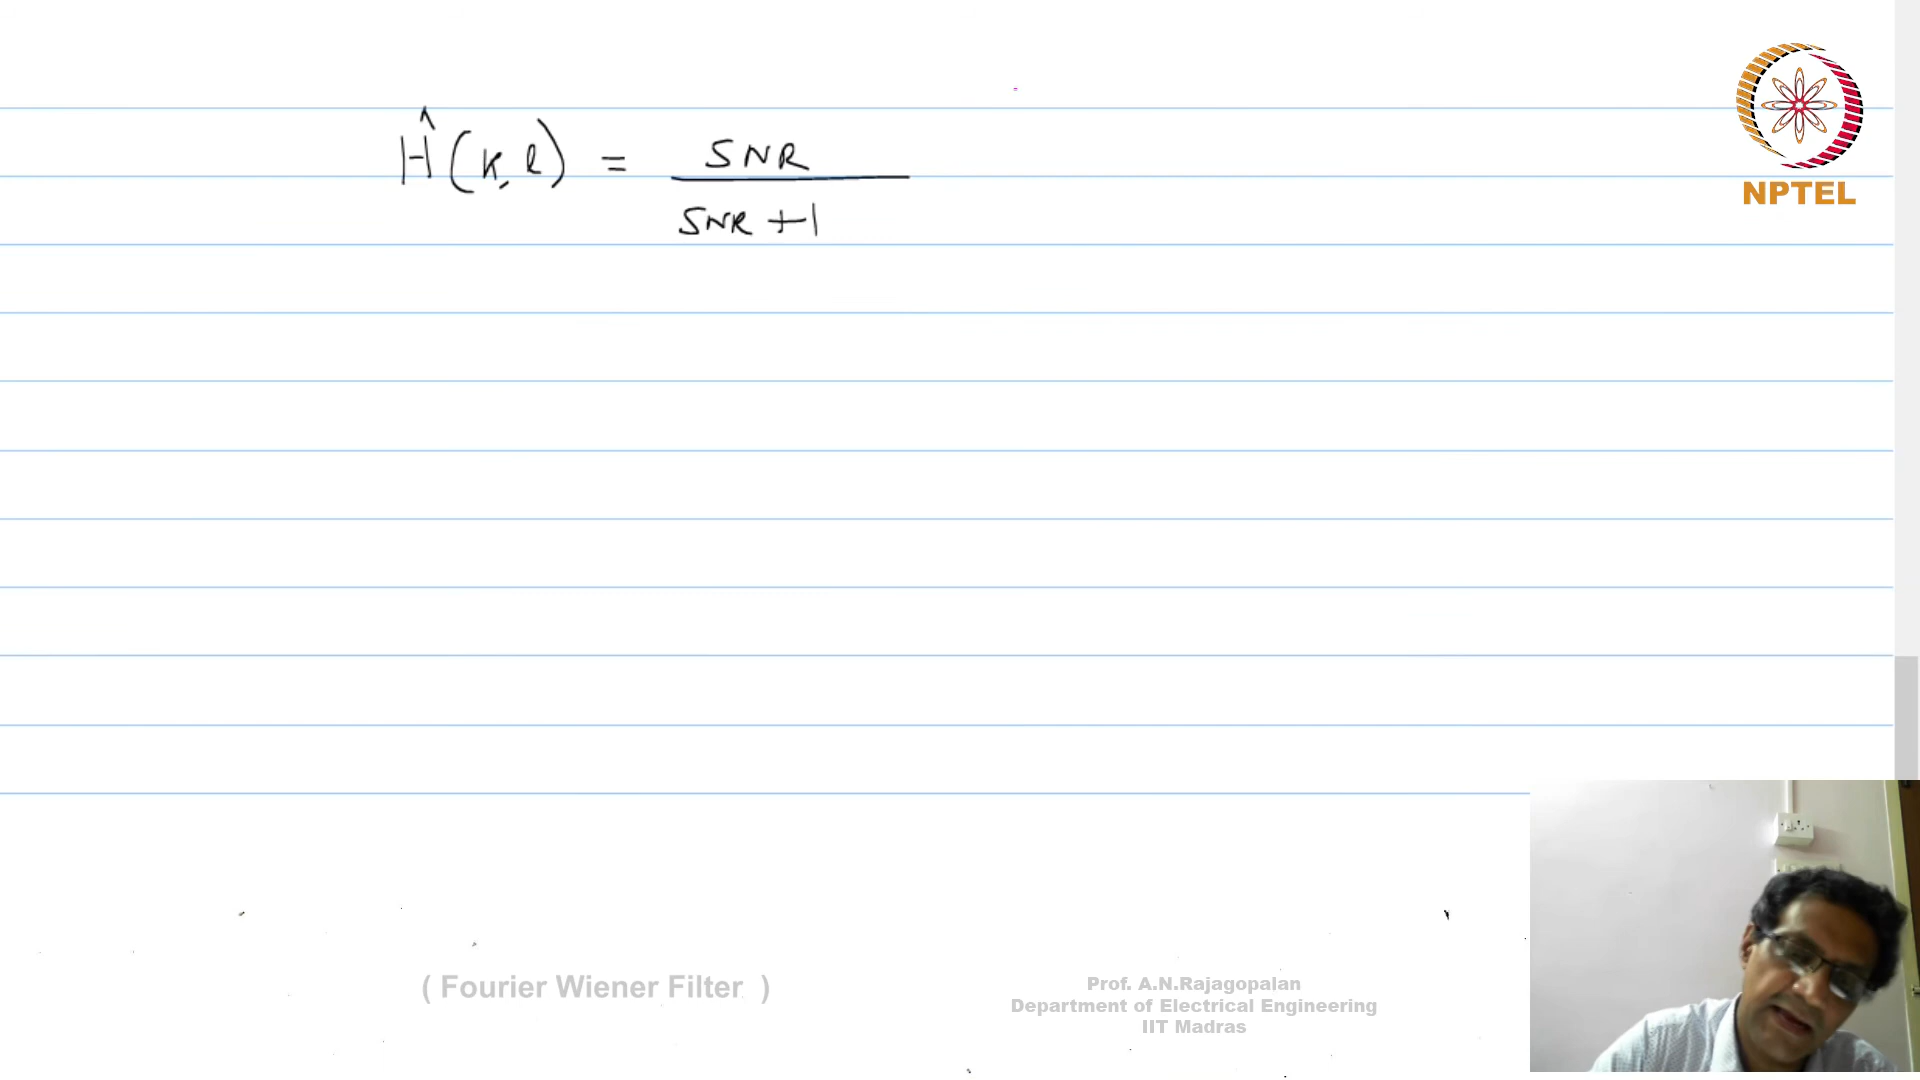 Ĥ(k,l) = SNR
SNR+1
NPTEL
( Fourier Wiener Filter )
Prof. A.N.Rajagopalan
Department of Electrical Engineering
IIT Madras